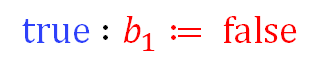 true : b₁ := false